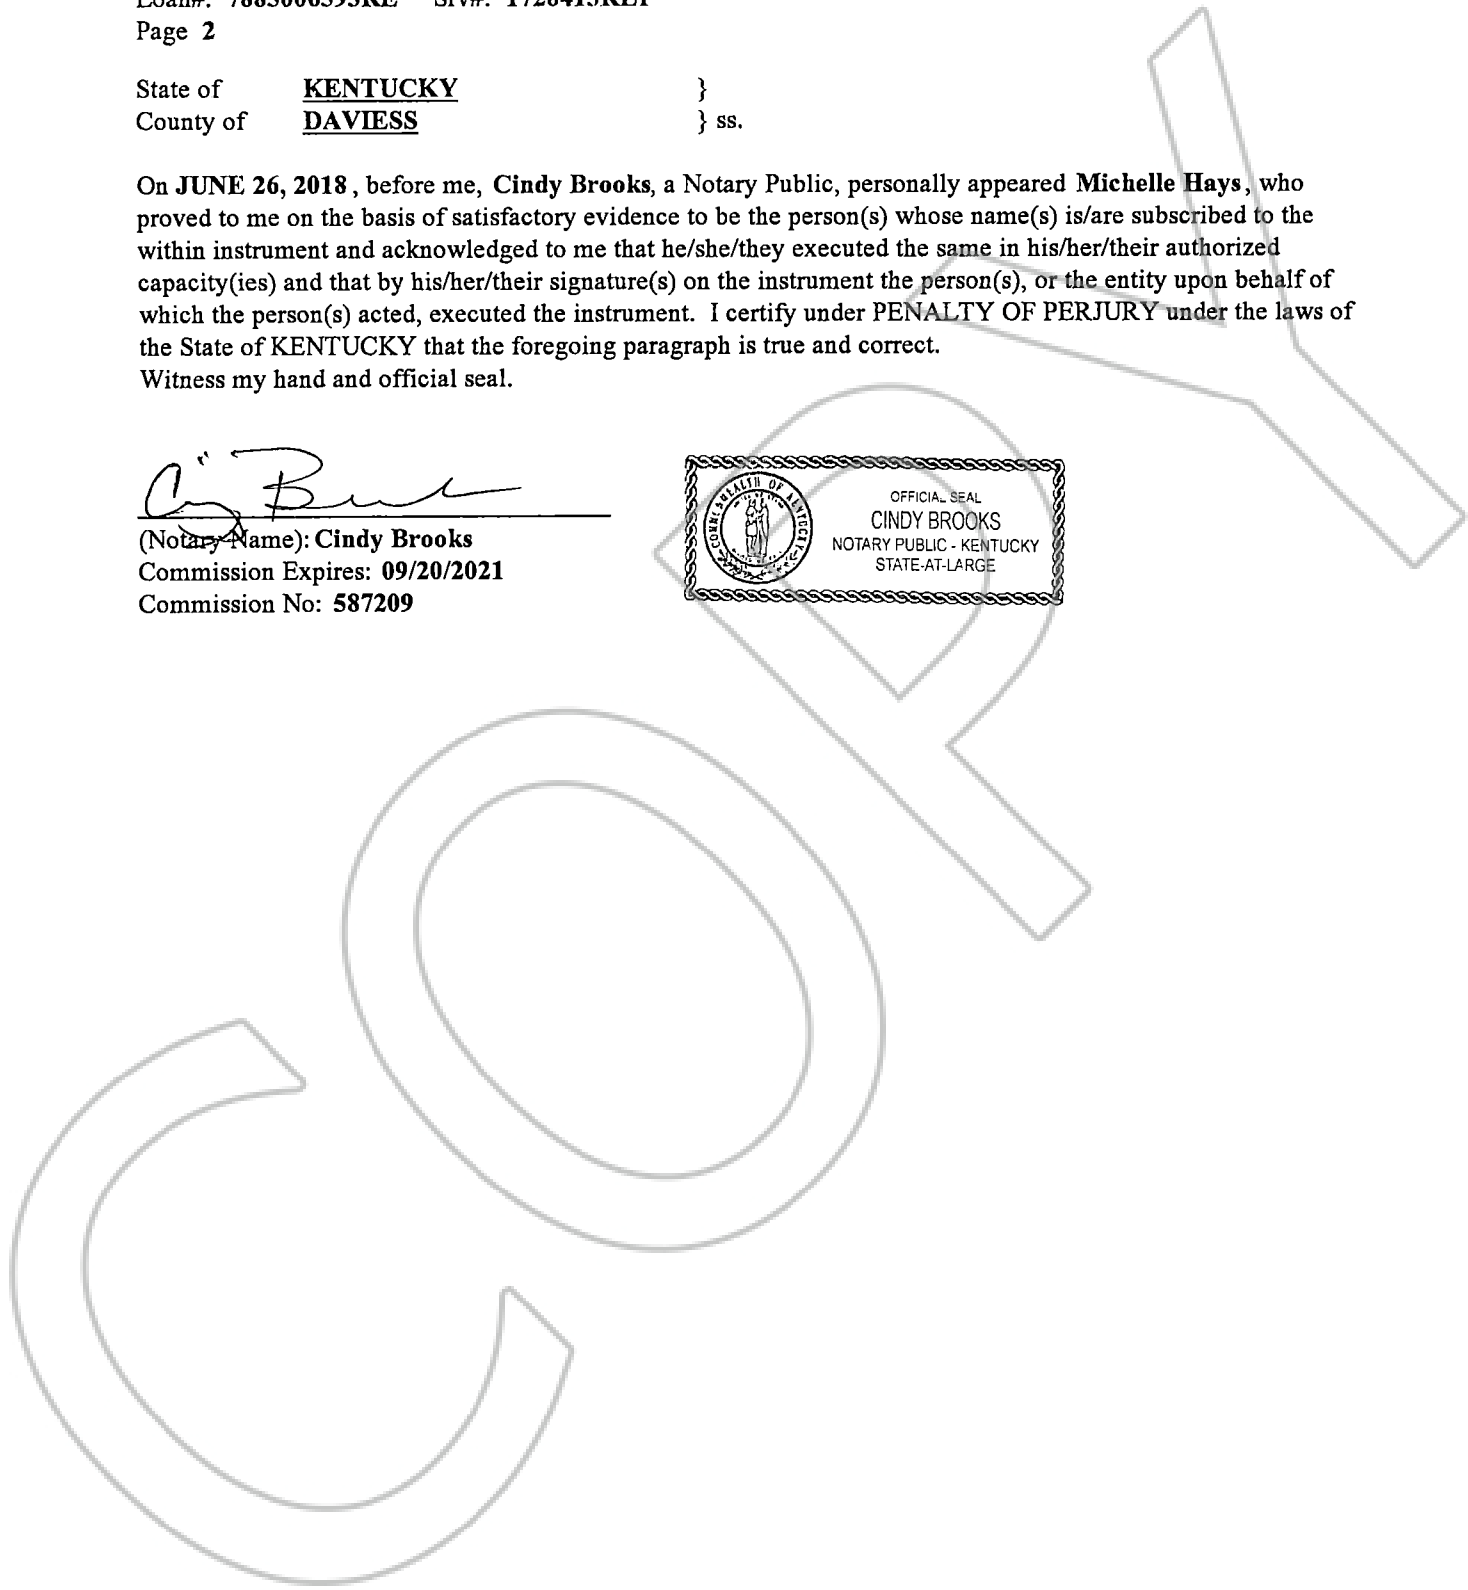 Page 2
State of KENTUCKY }
County of DAVIESS } ss.
On JUNE 26, 2018 , before me, Cindy Brooks, a Notary Public, personally appeared Michelle Hays, who
proved to me on the basis of satisfactory evidence to be the person(s) whose name(s) is/are subscribed to the
within instrument and acknowledged to me that he/she/they executed the same in his/her/their authorized
capacity(ies) and that by his/her/their signature(s) on the instrument the person(s), or the entity upon behalf of
which the person(s) acted, executed the instrument. I certify under PENALTY OF PERJURY under the laws of
the State of KENTUCKY that the foregoing paragraph is true and correct.
Witness my hand and official seal.
(Notary Name): Cindy Brooks
Commission Expires: 09/20/2021
Commission No: 587209
COMMONWEALTH OF KENTUCKY
OFFICIAL SEAL
CINDY BROOKS
NOTARY PUBLIC - KENTUCKY
STATE-AT-LARGE
COPY